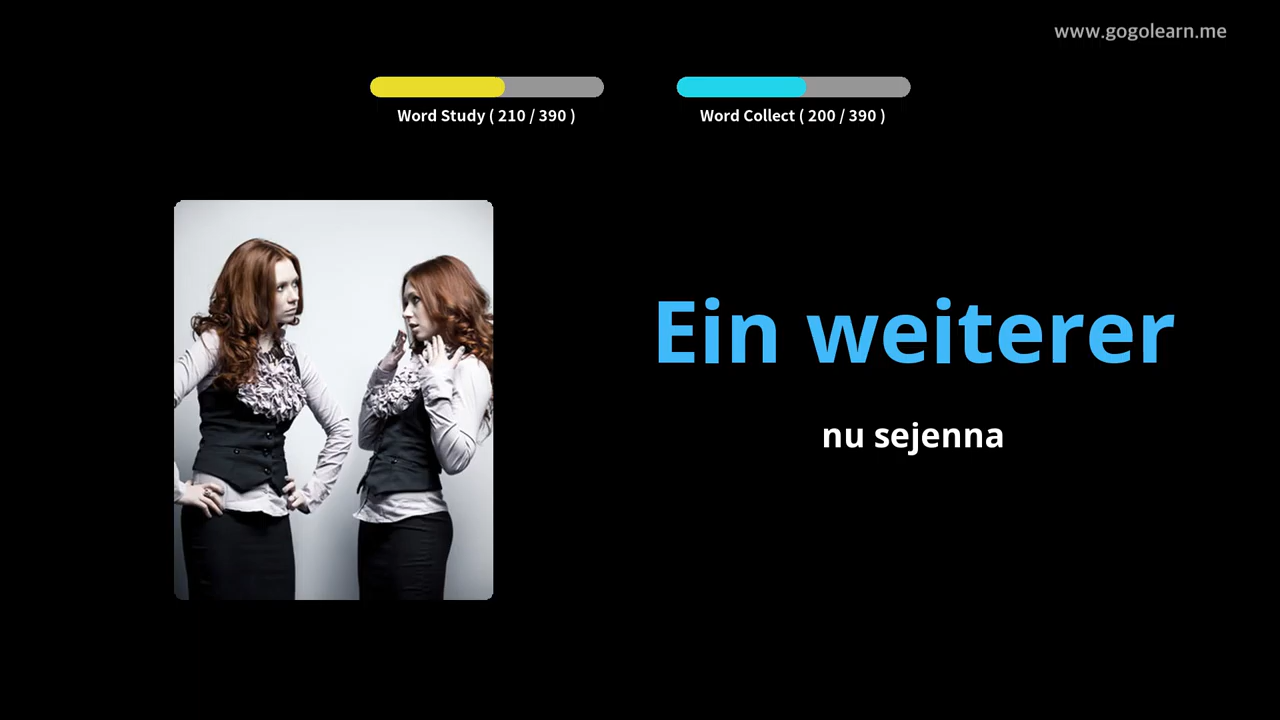 www.gogolearn.me
Word Study ( 210 / 390 )
Word Collect ( 200 / 390 )
Ein weiterer
nu sejenna